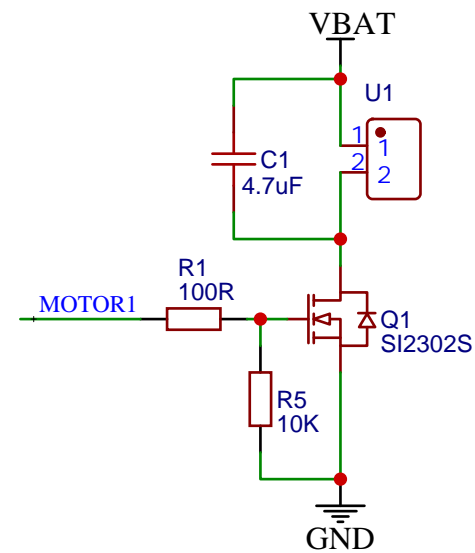 VBAT
U1
1 1
2 2
C1
4.7uF
R1
100R
MOTOR1
Q1
SI2302S
R5
10K
GND